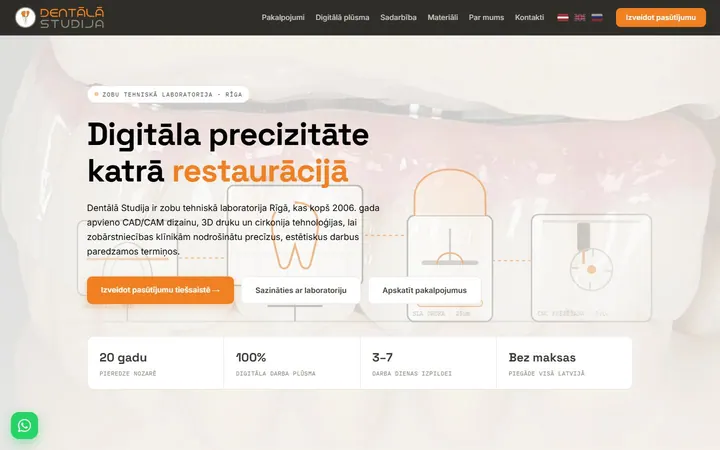 DENTĀLĀ
STUDIJA
Pakalpojumi Digitālā plūsma Sadarbība Materiāli Par mums Kontakti Izveidot pasūtījumu
ZOBU TEHNISKĀ LABORATORIJA · RĪGA
Digitāla precizitāte
katrā restaurācijā
Dentālā Studija ir zobu tehniskā laboratorija Rīgā, kas kopš 2006. gada
apvieno CAD/CAM dizainu, 3D druku un cirkonija tehnoloģijas, lai
zobārstniecības klīnikām nodrošinātu precīzus, estētiskus darbus
paredzamos termiņos.
Izveidot pasūtījumu tiešsaistē → Sazināties ar laboratoriju Apskatīt pakalpojumus
20 gadu 100% 3–7 Bez maksas
PIEREDZE NOZARĒ DIGITĀLA DARBA PLŪSMA DARBA DIENAS IZPILDEI PIEGĀDE VISĀ LATVIJĀ